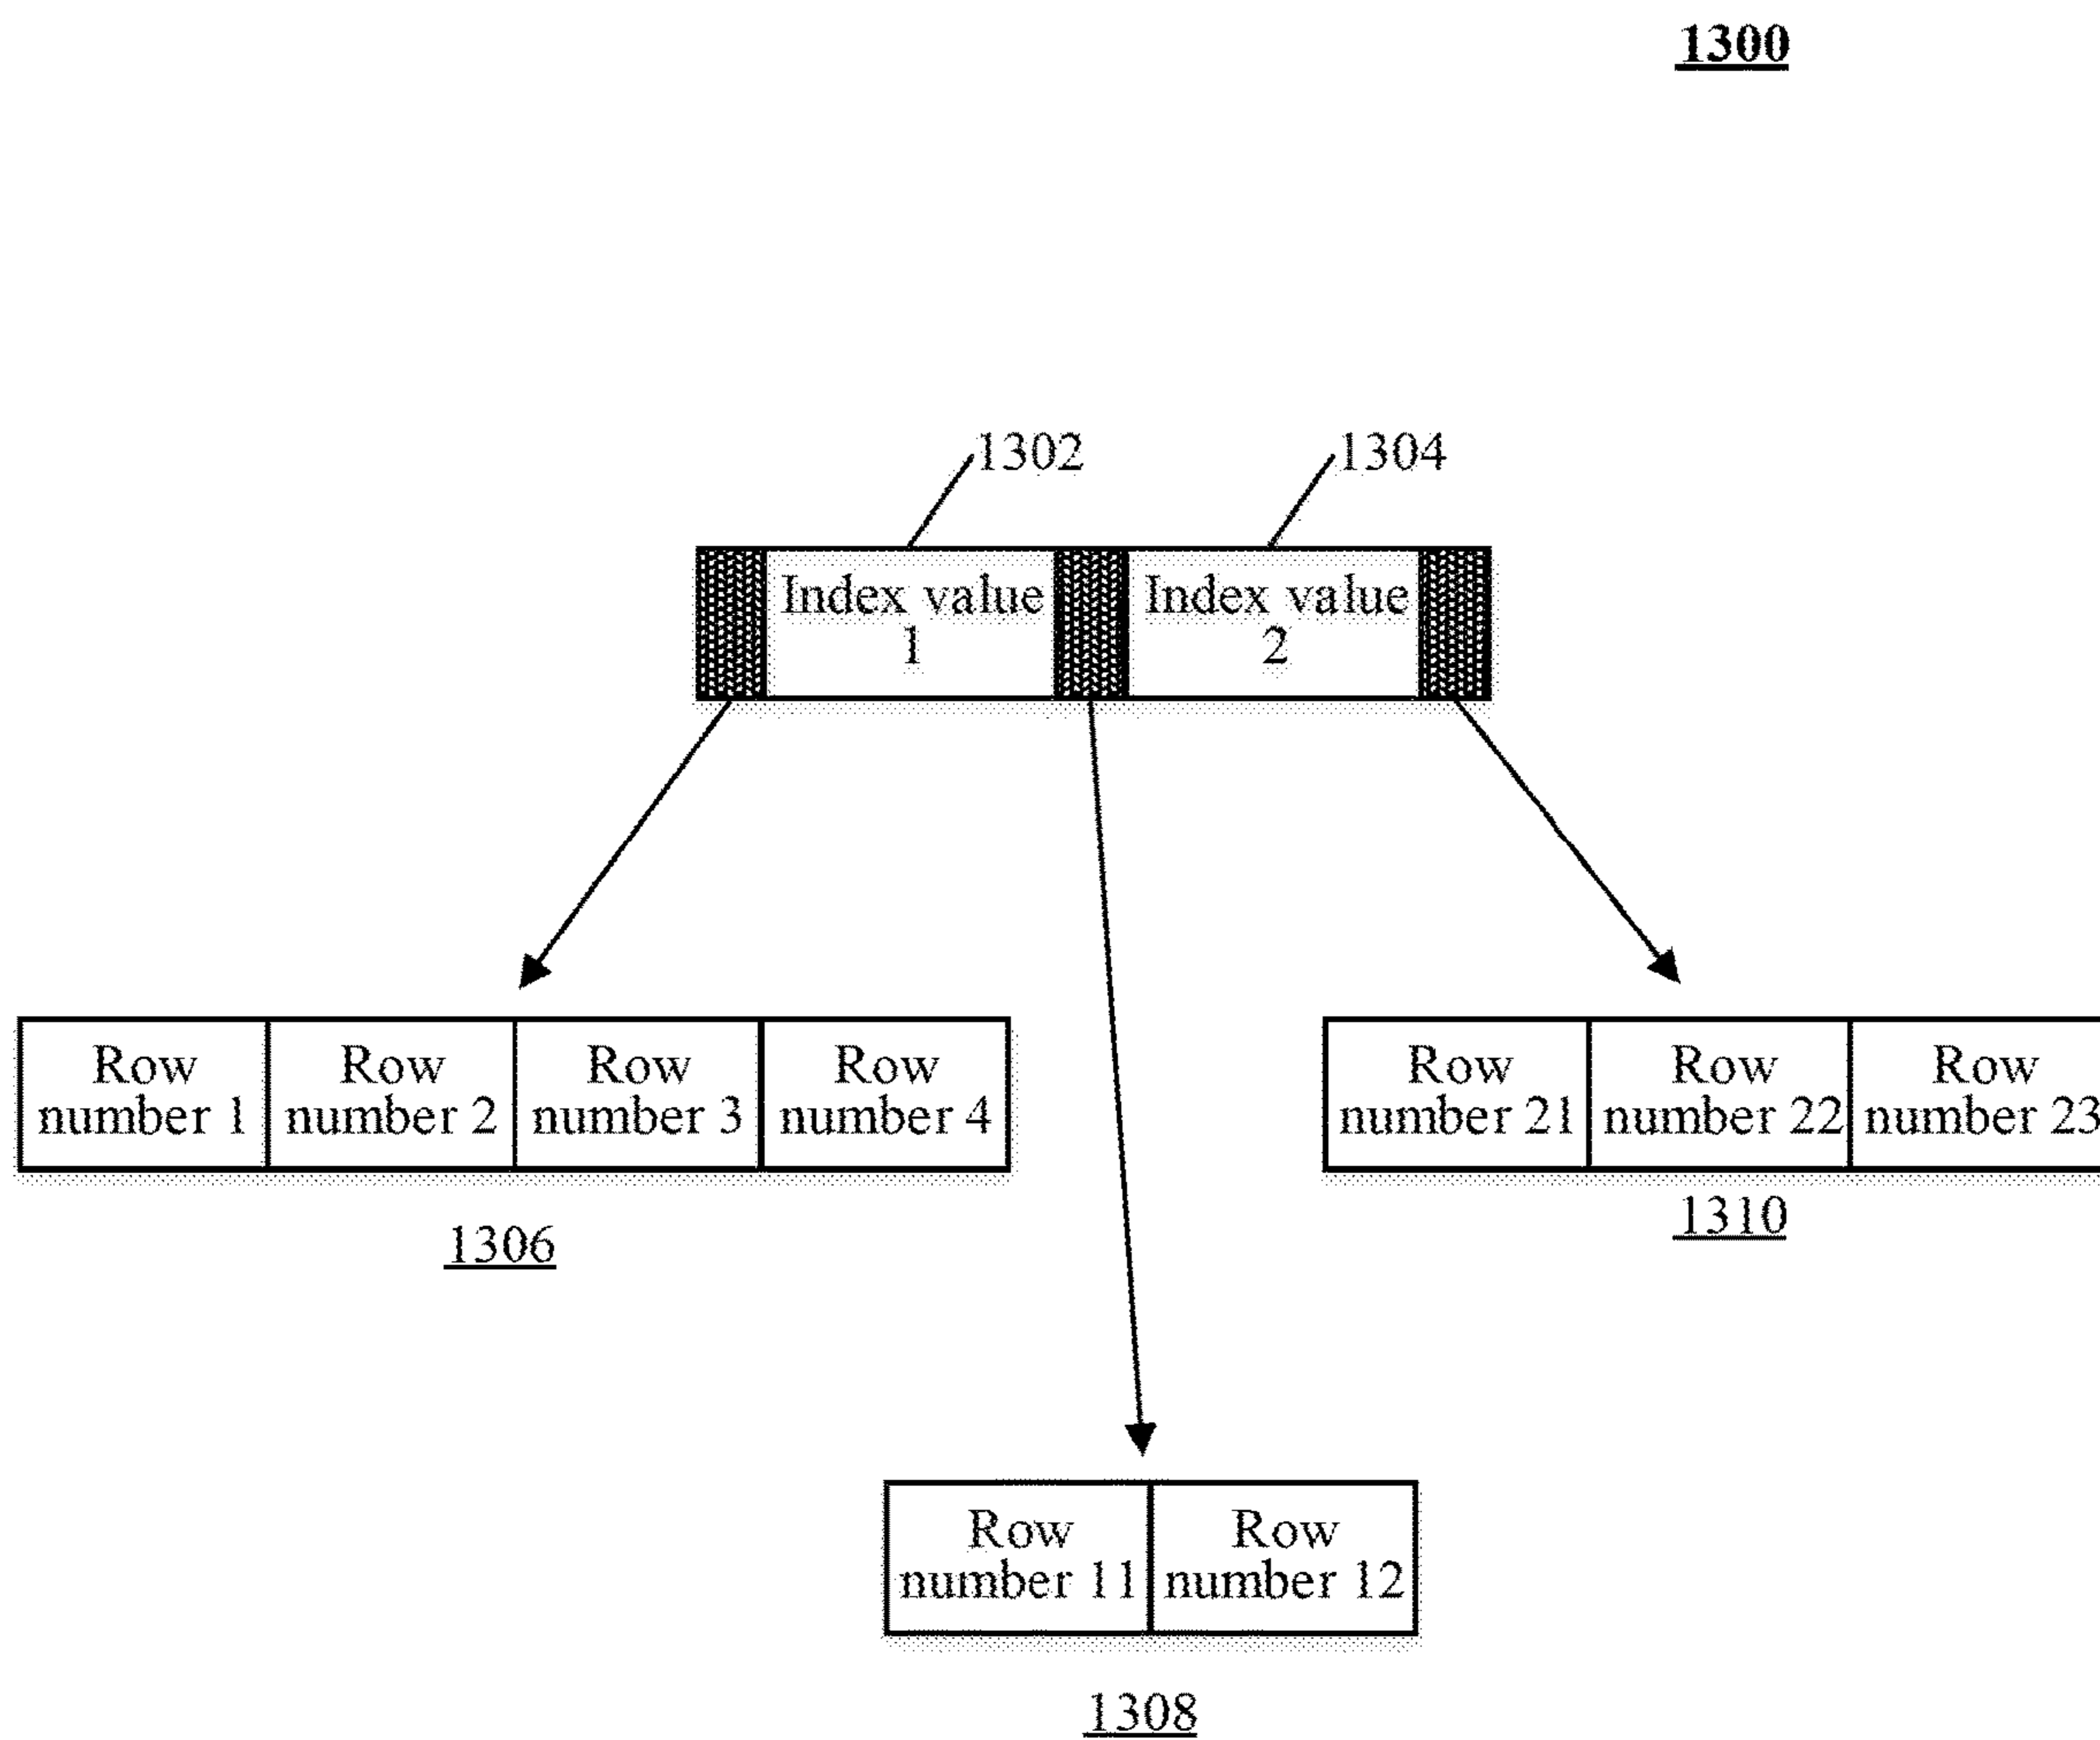 1300
1302
1304
Index value
1
Index value
2
Row
number 1
Row
number 2
Row
number 3
Row
number 4
Row
number 21
Row
number 22
Row
number 23
1306
1310
Row
number 11
Row
number 12
1308